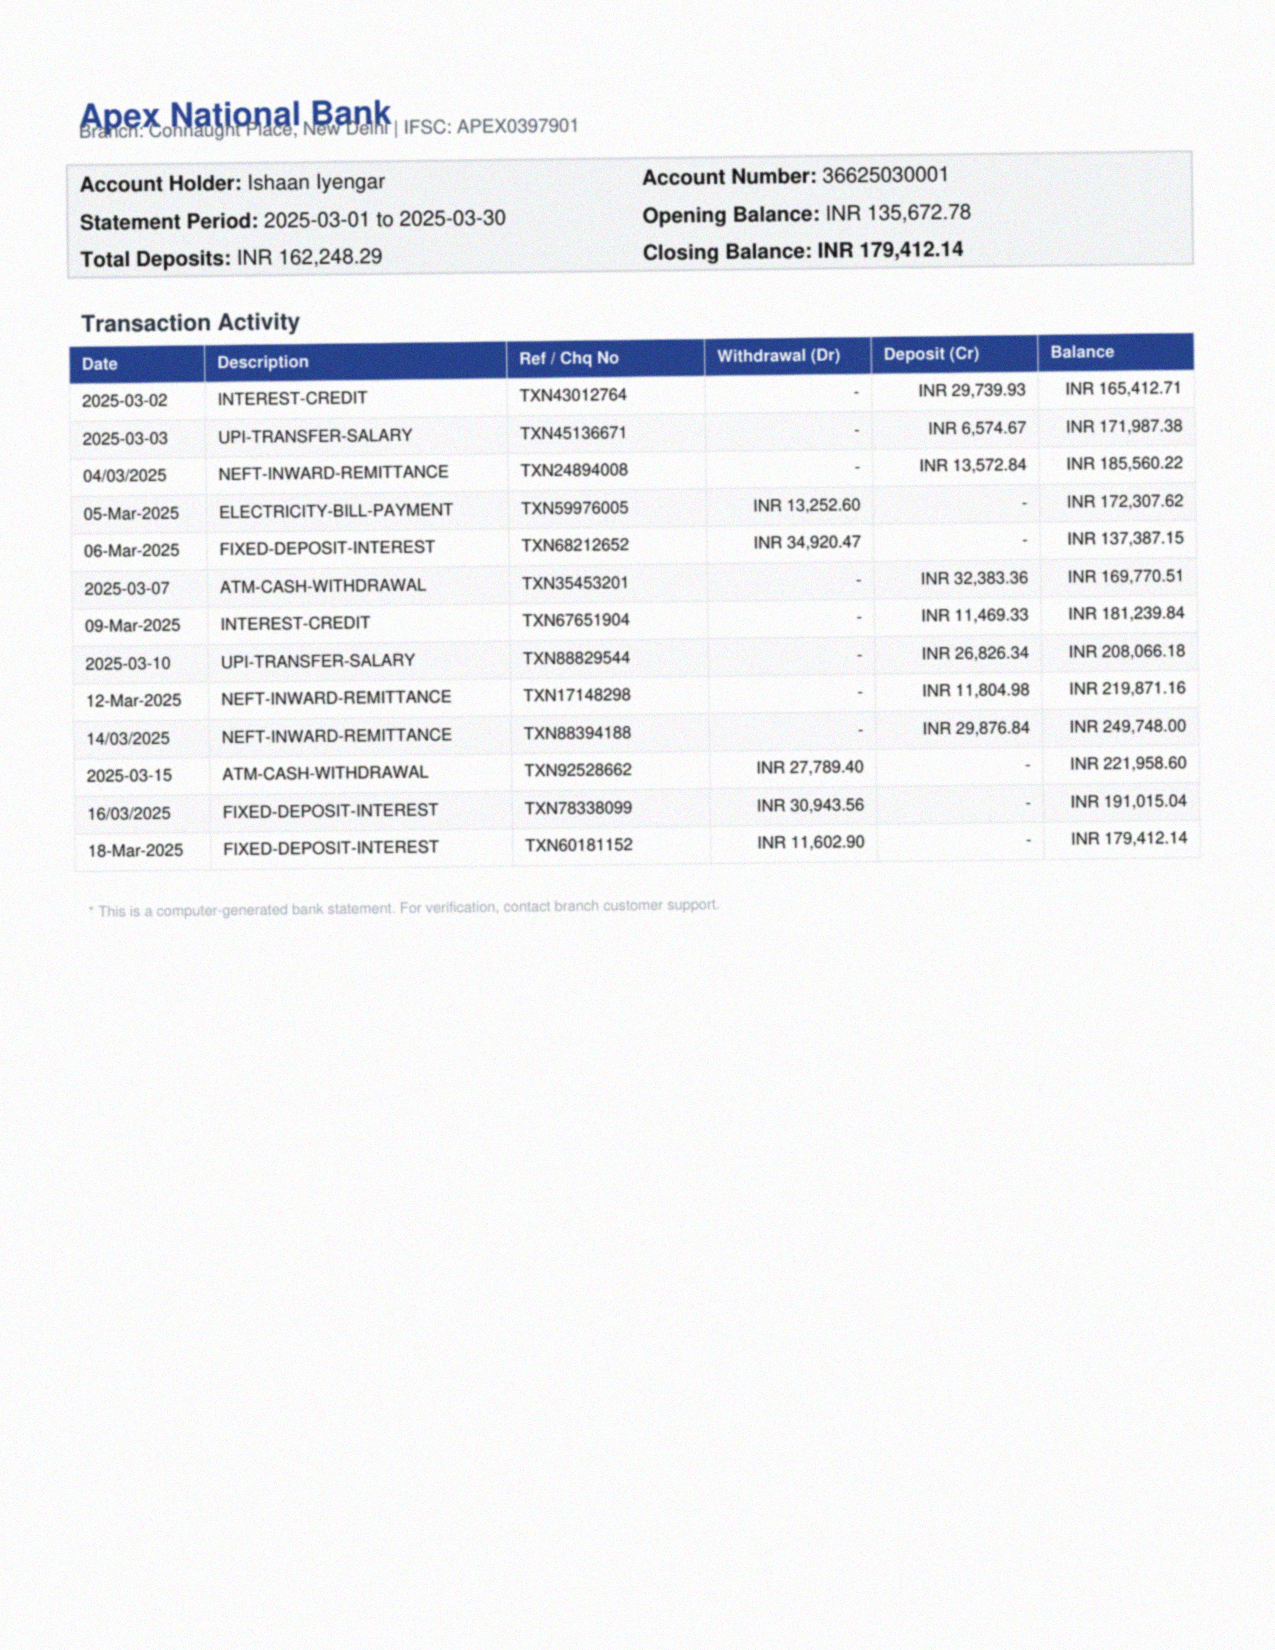 Apex National Bank
Branch: Connaught Place, New Delhi | IFSC: APEX0397901
Account Holder: Ishaan Iyengar Account Number: 36625030001
Statement Period: 2025-03-01 to 2025-03-30 Opening Balance: INR 135,672.78
Total Deposits: INR 162,248.29 Closing Balance: INR 179,412.14
Transaction Activity
Date Description Ref / Chq No Withdrawal (Dr) Deposit (Cr) Balance
2025-03-02 INTEREST-CREDIT TXN43012764 - INR 29,739.93 INR 165,412.71
2025-03-03 UPI-TRANSFER-SALARY TXN45136671 - INR 6,574.67 INR 171,987.38
04/03/2025 NEFT-INWARD-REMITTANCE TXN24894008 - INR 13,572.84 INR 185,560.22
05-Mar-2025 ELECTRICITY-BILL-PAYMENT TXN59976005 INR 13,252.60 - INR 172,307.62
06-Mar-2025 FIXED-DEPOSIT-INTEREST TXN68212652 INR 34,920.47 - INR 137,387.15
2025-03-07 ATM-CASH-WITHDRAWAL TXN35453201 - INR 32,383.36 INR 169,770.51
09-Mar-2025 INTEREST-CREDIT TXN67651904 - INR 11,469.33 INR 181,239.84
2025-03-10 UPI-TRANSFER-SALARY TXN88829544 - INR 26,826.34 INR 208,066.18
12-Mar-2025 NEFT-INWARD-REMITTANCE TXN17148298 - INR 11,804.98 INR 219,871.16
14/03/2025 NEFT-INWARD-REMITTANCE TXN88394188 - INR 29,876.84 INR 249,748.00
2025-03-15 ATM-CASH-WITHDRAWAL TXN92528662 INR 27,789.40 - INR 221,958.60
16/03/2025 FIXED-DEPOSIT-INTEREST TXN78338099 INR 30,943.56 - INR 191,015.04
18-Mar-2025 FIXED-DEPOSIT-INTEREST TXN60181152 INR 11,602.90 - INR 179,412.14
* This is a computer-generated bank statement. For verification, contact branch customer support.